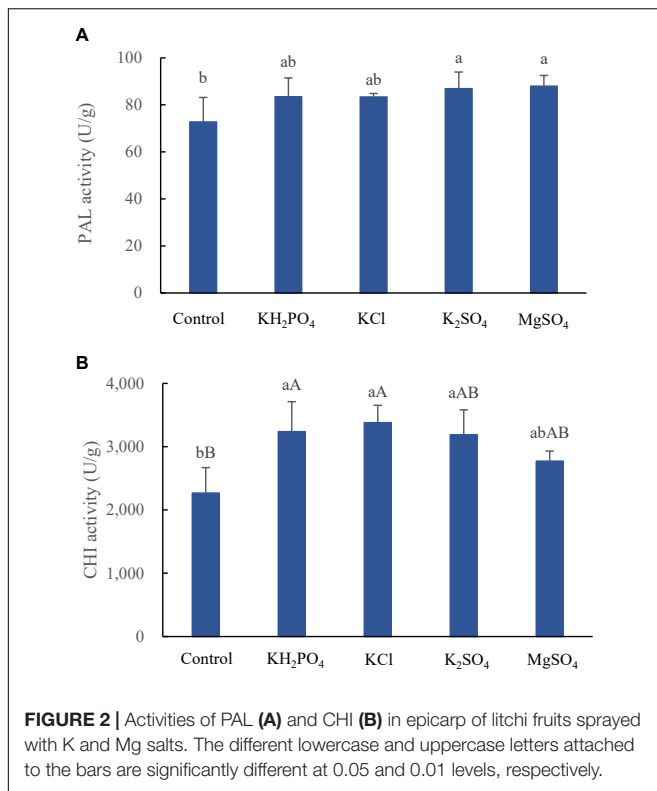 A
PAL activity (U/g)
100
80
60
40
20
0
b
ab
ab
a
a
Control
KH₂PO₄
KCl
K₂SO₄
MgSO₄
B
CHI activity (U/g)
4,000
3,000
2,000
1,000
0
bB
aA
aA
aAB
abAB
Control
KH₂PO₄
KCl
K₂SO₄
MgSO₄
FIGURE 2 | Activities of PAL (A) and CHI (B) in epicarp of litchi fruits sprayed
with K and Mg salts. The different lowercase and uppercase letters attached
to the bars are significantly different at 0.05 and 0.01 levels, respectively.